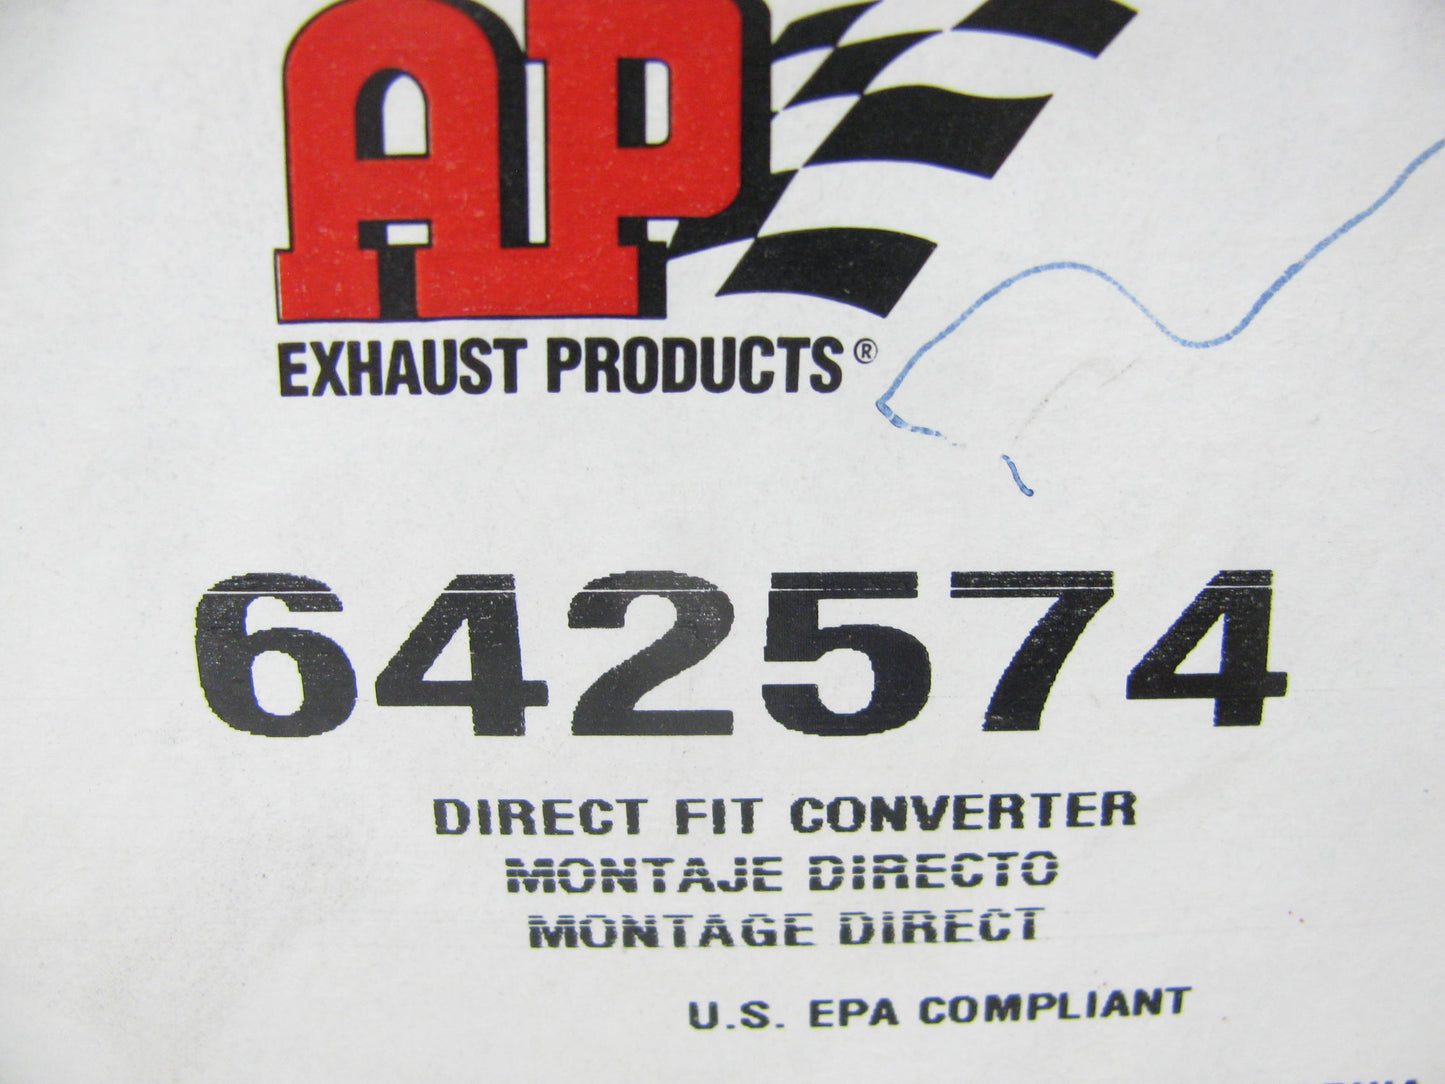 AP
EXHAUST PRODUCTS®
642574
DIRECT FIT CONVERTER
MONTAJE DIRECTO
MONTAGE DIRECT
U.S. EPA COMPLIANT